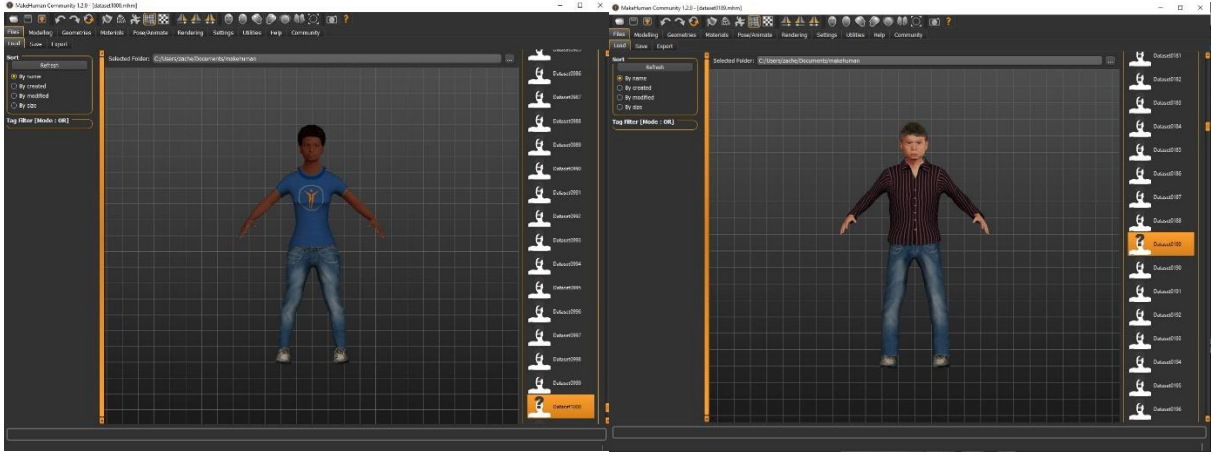 MakeHuman Community 1.2.0 - [dataset1000.mhm]
Files Modelling Geometries Materials Pose/Animate Rendering Settings Utilities Help Community
Load Save Export
Sort
Refresh
By name
By created
By modified
By size
Tag Filter [Mode : OR]
Selected Folder: C:/Users/zache/Documents/makehuman
...
Dataset0986
Dataset0987
Dataset0988
Dataset0989
Dataset0990
Dataset0991
Dataset0992
Dataset0993
Dataset0994
Dataset0995
Dataset0996
Dataset0997
Dataset0998
Dataset0999
Dataset1000
MakeHuman Community 1.2.0 - [dataset0189.mhm]
Files Modelling Geometries Materials Pose/Animate Rendering Settings Utilities Help Community
Load Save Export
Sort
Refresh
By name
By created
By modified
By size
Tag Filter [Mode : OR]
Selected Folder: C:/Users/zache/Documents/makehuman
...
Dataset0181
Dataset0182
Dataset0183
Dataset0184
Dataset0185
Dataset0186
Dataset0187
Dataset0188
Dataset0189
Dataset0190
Dataset0191
Dataset0192
Dataset0193
Dataset0194
Dataset0195
Dataset0196